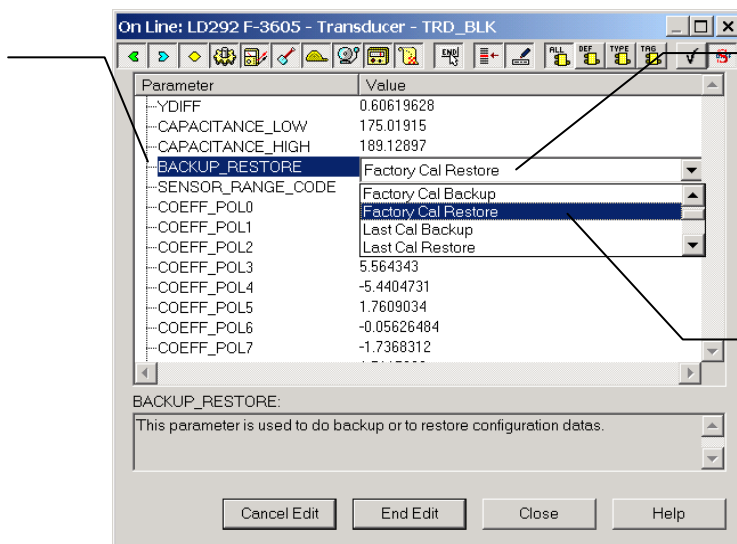 On Line: LD292 F-3605 - Transducer - TRD_BLK
END ALL DEF TYPE TAG
Parameter Value
YDIFF 0.60619628
CAPACITANCE_LOW 175.01915
CAPACITANCE_HIGH 189.12897
BACKUP_RESTORE Factory Cal Restore
SENSOR_RANGE_CODE Factory Cal Backup
COEFF_POL0 Factory Cal Restore
COEFF_POL1 Last Cal Backup
COEFF_POL2 Last Cal Restore
COEFF_POL3 5.564343
COEFF_POL4 -5.4404731
COEFF_POL5 1.7609034
COEFF_POL6 -0.05626484
COEFF_POL7 -1.7368312
BACKUP_RESTORE:
This parameter is used to do backup or to restore configuration datas.
Cancel Edit End Edit Close Help